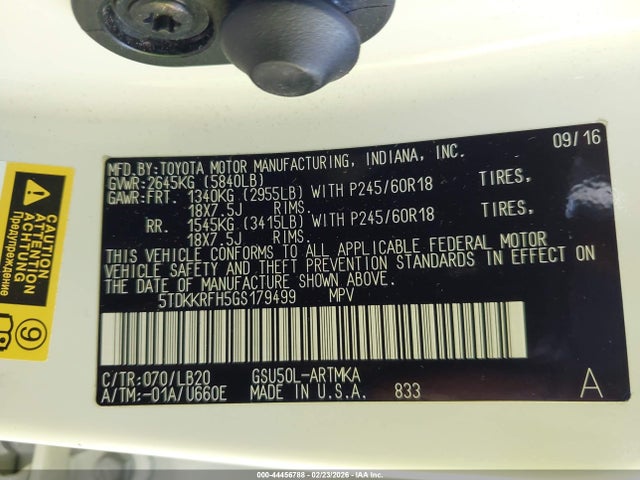 09/16
MFD.BY:TOYOTA MOTOR MANUFACTURING, INDIANA, INC.
GVWR:2645KG (5840LB)
GAWR:FRT. 1340KG (2955LB) WITH P245/60R18 TIRES,
18X7.5J RIMS.
RR. 1545KG (3415LB) WITH P245/60R18 TIRES,
18X7.5J RIMS.
THIS VEHICLE CONFORMS TO ALL APPLICABLE FEDERAL MOTOR
VEHICLE SAFETY AND THEFT PREVENTION STANDARDS IN EFFECT ON
THE DATE OF MANUFACTURE SHOWN ABOVE.
5TDKKRFH5GS179499 MPV
C/TR:070/LB20 GSU50L-ARTMKA
A/TM:-01A/U660E MADE IN U.S.A. 833 A
CAUTION
ATTENTION
Предупреждение
9
000-44456788 - 02/23/2026 - IAA Inc.